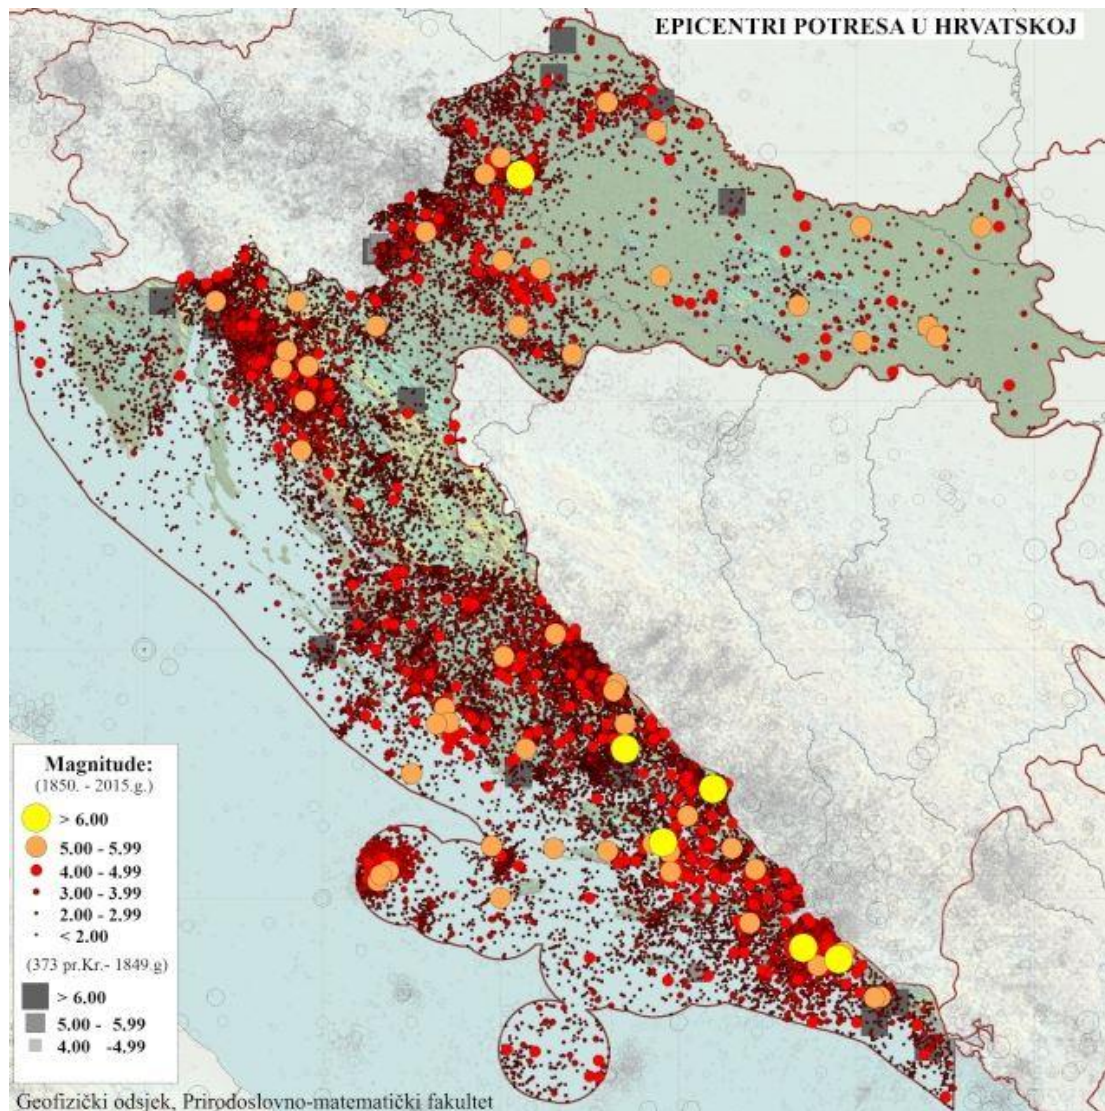 EPICENTRI POTRESA U HRVATSKOJ
Magnitude:
(1850. - 2015.g.)
> 6.00
5.00 - 5.99
4.00 - 4.99
3.00 - 3.99
2.00 - 2.99
< 2.00
(373 pr.Kr.- 1849.g)
> 6.00
5.00 - 5.99
4.00 -4.99
Geofizički odsjek, Prirodoslovno-matematički fakultet